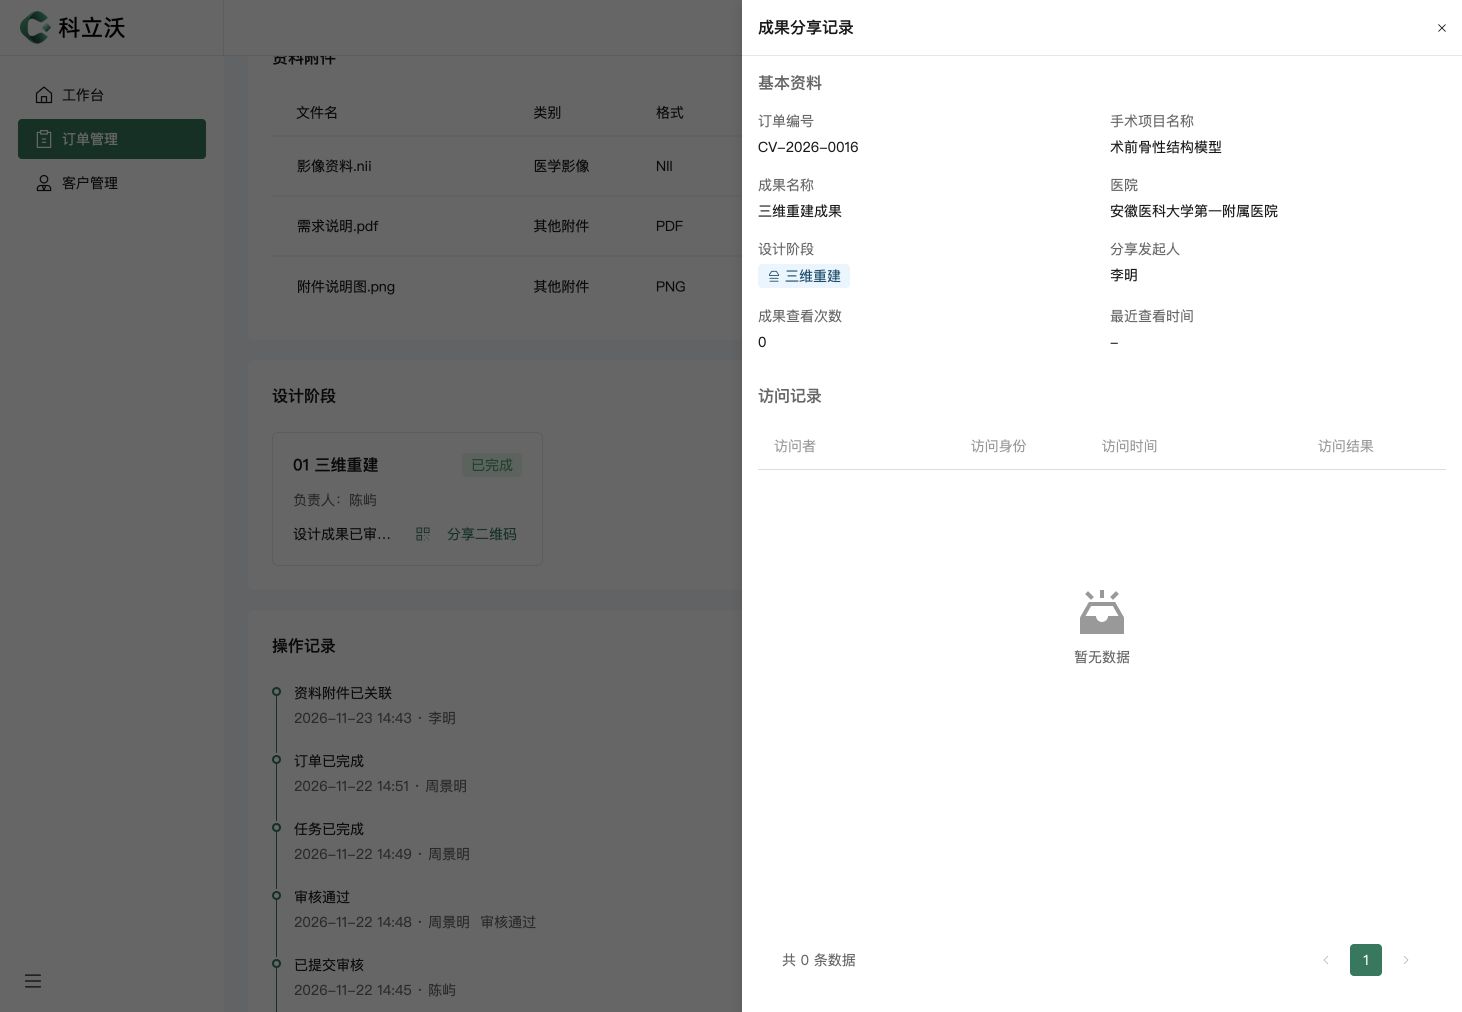 科立沃
工作台
订单管理
客户管理
资料附件
文件名 类别 格式
影像资料.nii 医学影像 NII
需求说明.pdf 其他附件 PDF
附件说明图.png 其他附件 PNG
设计阶段
01 三维重建 已完成
负责人：陈屿
设计成果已审... 分享二维码
操作记录
资料附件已关联
2026-11-23 14:43 · 李明
订单已完成
2026-11-22 14:51 · 周景明
任务已完成
2026-11-22 14:49 · 周景明
审核通过
2026-11-22 14:48 · 周景明 审核通过
已提交审核
2026-11-22 14:45 · 陈屿
成果分享记录
基本资料
订单编号 手术项目名称
CV-2026-0016 术前骨性结构模型
成果名称 医院
三维重建成果 安徽医科大学第一附属医院
设计阶段 分享发起人
三维重建 李明
成果查看次数 最近查看时间
0 -
访问记录
访问者 访问身份 访问时间 访问结果
暂无数据
共 0 条数据 1